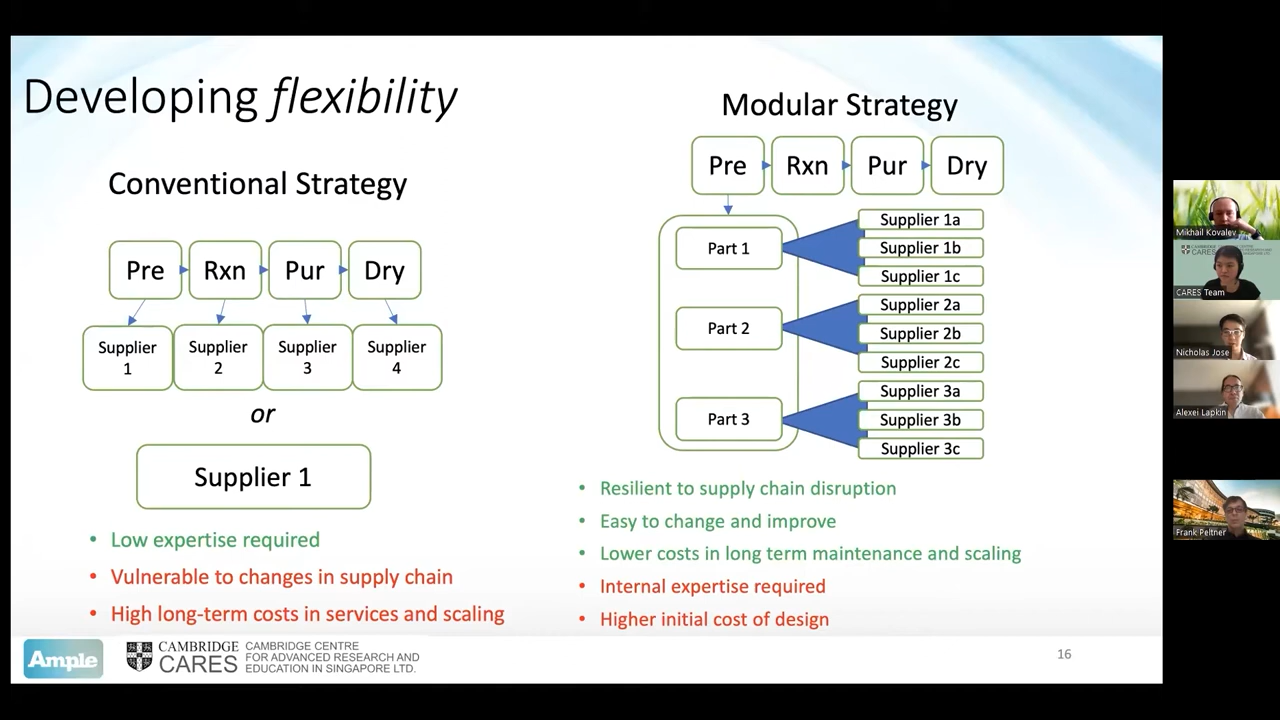 Developing flexibility
Conventional Strategy
Pre
Rxn
Pur
Dry
Supplier
1
Supplier
2
Supplier
3
Supplier
4
or
Supplier 1
• Low expertise required
• Vulnerable to changes in supply chain
• High long-term costs in services and scaling
Modular Strategy
Pre
Rxn
Pur
Dry
Part 1
Supplier 1a
Supplier 1b
Supplier 1c
Part 2
Supplier 2a
Supplier 2b
Supplier 2c
Part 3
Supplier 3a
Supplier 3b
Supplier 3c
• Resilient to supply chain disruption
• Easy to change and improve
• Lower costs in long term maintenance and scaling
• Internal expertise required
• Higher initial cost of design
Ample
CAMBRIDGE
CARES
CAMBRIDGE CENTRE
FOR ADVANCED RESEARCH AND
EDUCATION IN SINGAPORE LTD.
16
Mikhail Kovalev
CARES
CARES Team
Nicholas Jose
Alexei Lapkin
Frank Peltner